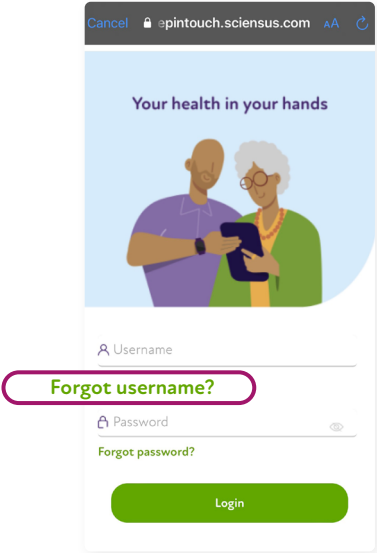 Cancel epintouch.sciensus.com AA
Your health in your hands
Username
Forgot username?
Password
Forgot password?
Login